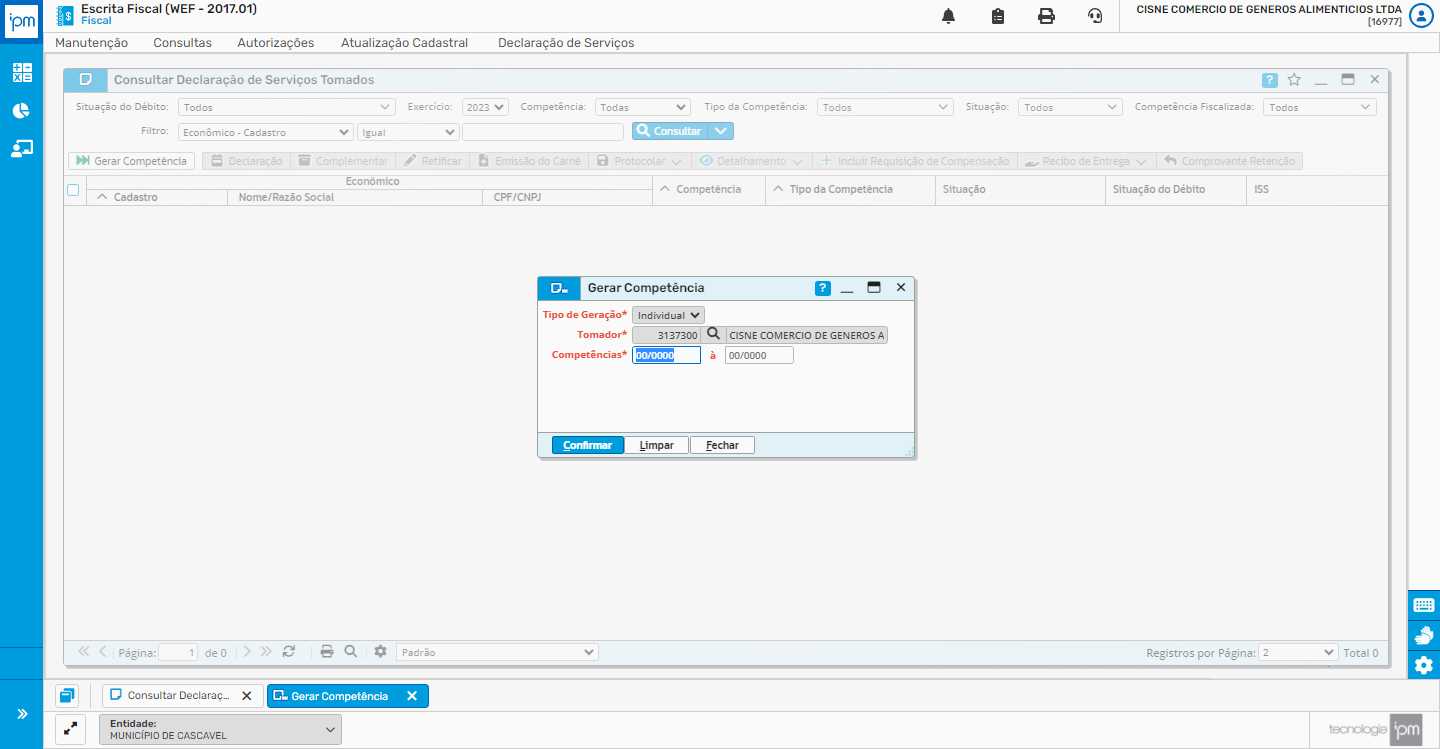 ipm Escrita Fiscal (WEF - 2017.01)
Fiscal
CISNE COMERCIO DE GENEROS ALIMENTICIOS LTDA
[16977]
Manutenção Consultas Autorizações Atualização Cadastral Declaração de Serviços
Consultar Declaração de Serviços Tomados ?
Situação do Débito: Todos Exercício: 2023 Competência: Todas Tipo da Competência: Todos Situação: Todos Competência Fiscalizada: Todos
Filtro: Econômico - Cadastro Igual Consultar
Gerar Competência Declaração Complementar Retificar Emissão do Carnê Protocolar Detalhamento Incluir Requisição de Compensação Recibo de Entrega Comprovante Retenção
Econômico
Cadastro Nome/Razão Social CPF/CNPJ Competência Tipo da Competência Situação Situação do Débito ISS
Gerar Competência ?
Tipo de Geração* Individual
Tomador* 3137300 CISNE COMERCIO DE GENEROS A
Competências* 00/0000 à 00/0000
Confirmar Limpar Fechar
Página: 1 de 0 Padrão Registros por Página: 2 Total 0
Consultar Declaraç... Gerar Competência
Entidade:
MUNICÍPIO DE CASCAVEL
tecnologia ipm